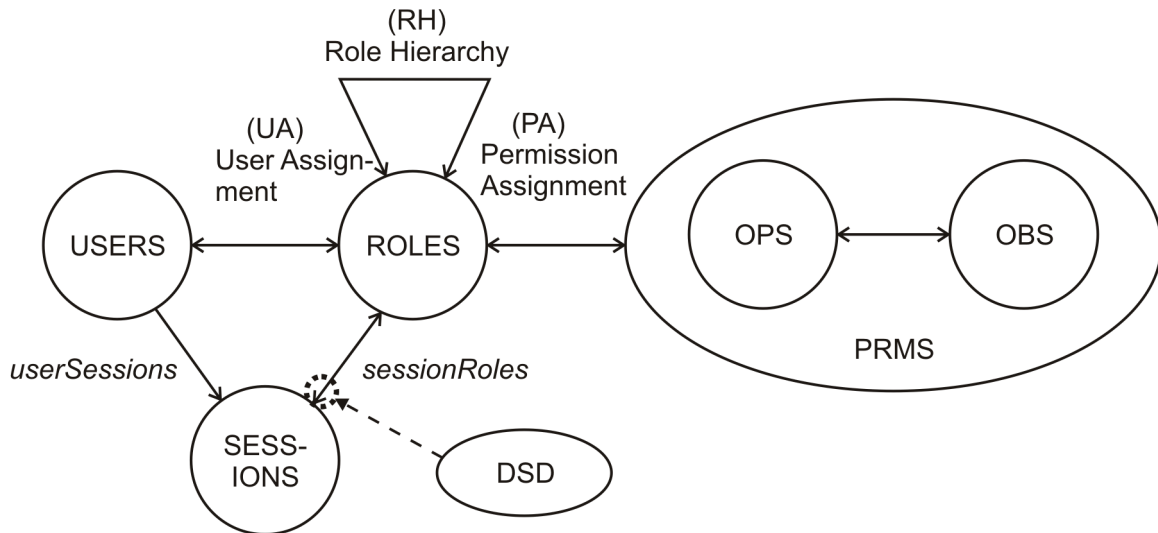 (RH)
Role Hierarchy
(UA)
User Assign-
ment
(PA)
Permission
Assignment
USERS
ROLES
OPS
OBS
PRMS
userSessions
sessionRoles
SESS-
IONS
DSD